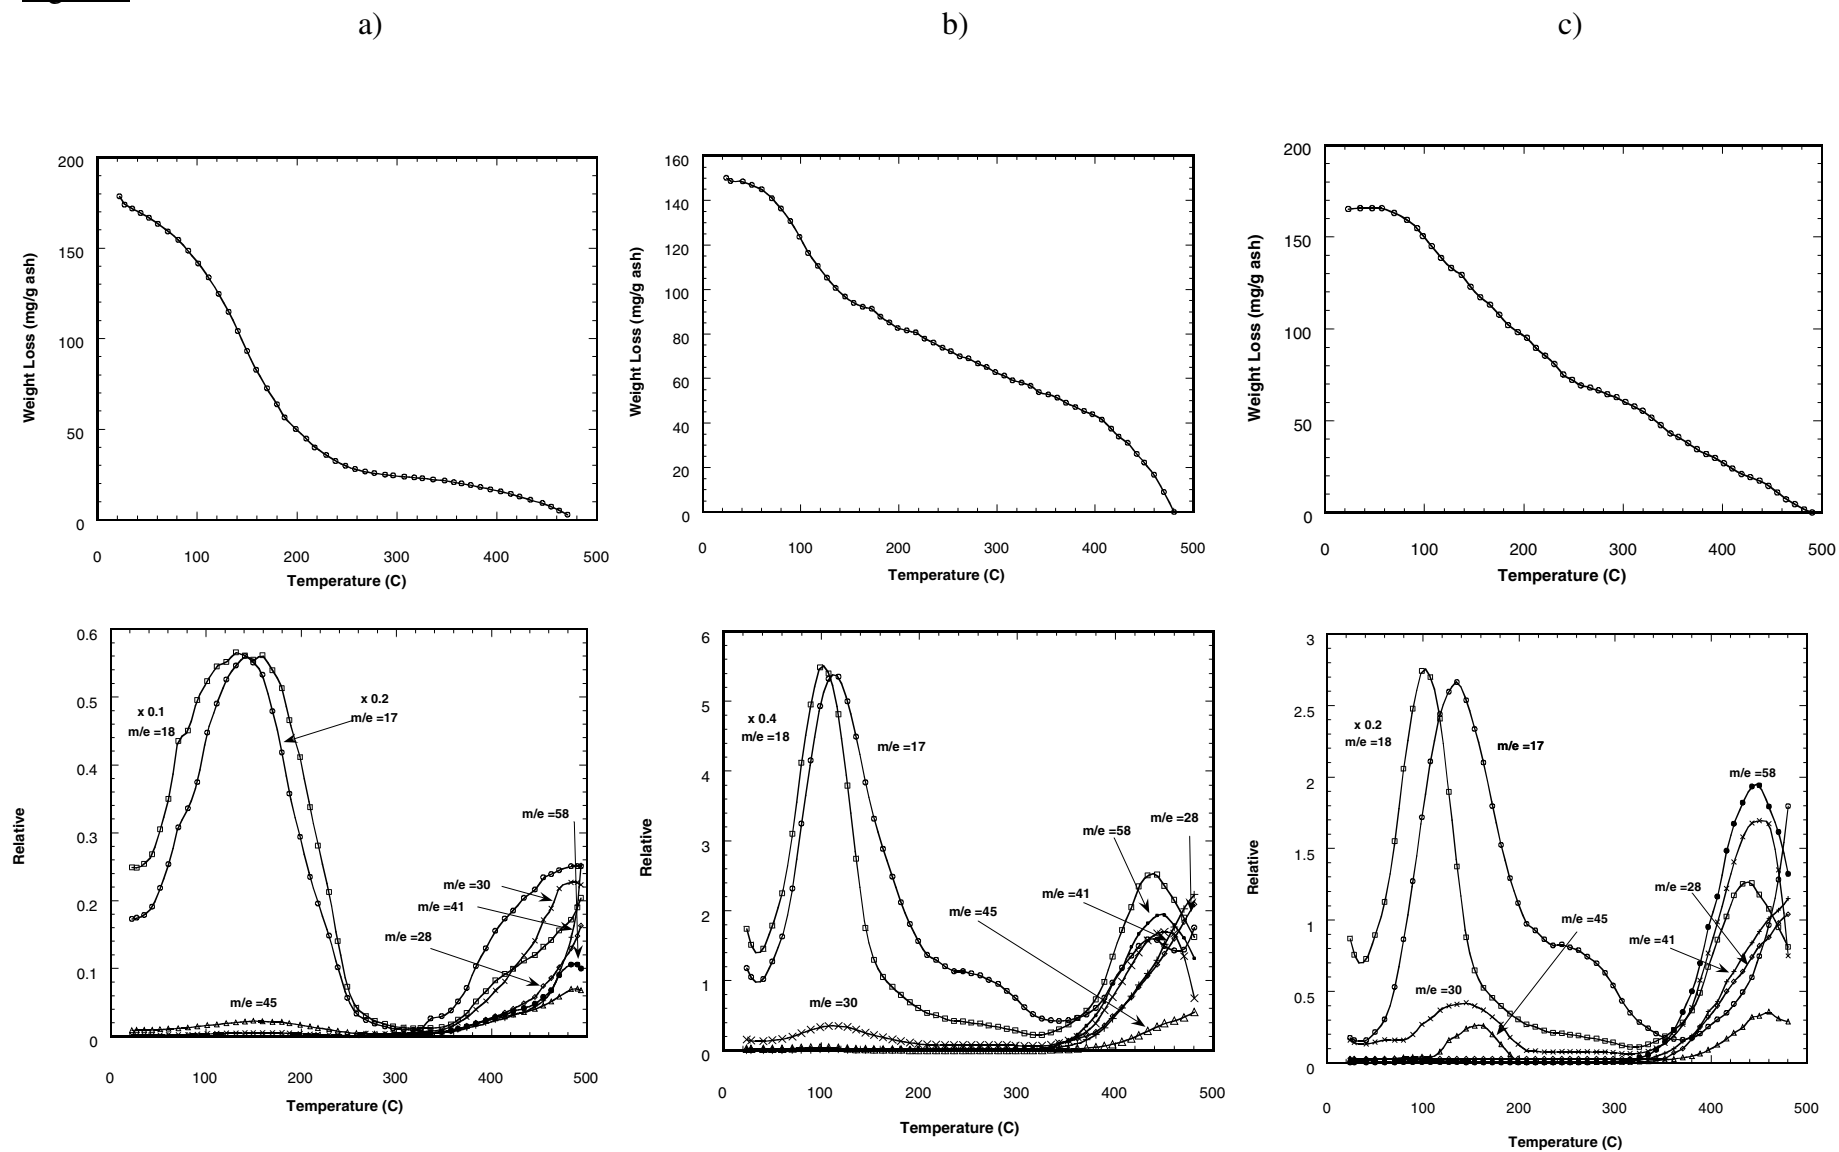 a)
b)
c)
200
150
100
50
0
0
100
200
300
400
500
Weight Loss (mg/g ash)
Temperature (C)
160
140
120
100
80
60
40
20
0
0
100
200
300
400
500
Weight Loss (mg/g ash)
Temperature (C)
200
150
100
50
0
0
100
200
300
400
500
Weight Loss (mg/g ash)
Temperature (C)
0.6
0.5
0.4
0.3
0.2
0.1
0
0
100
200
300
400
500
Relative
Temperature (C)
x 0.1
m/e =18
x 0.2
m/e =17
m/e =58
m/e =30
m/e =41
m/e =28
m/e =45
6
5
4
3
2
1
0
0
100
200
300
400
500
Relative
Temperature (C)
x 0.4
m/e =18
m/e =17
m/e =58
m/e =28
m/e =41
m/e =45
m/e =30
3
2.5
2
1.5
1
0.5
0
0
100
200
300
400
500
Relative
Temperature (C)
x 0.2
m/e =18
m/e =17
m/e =58
m/e =28
m/e =45
m/e =41
m/e =30